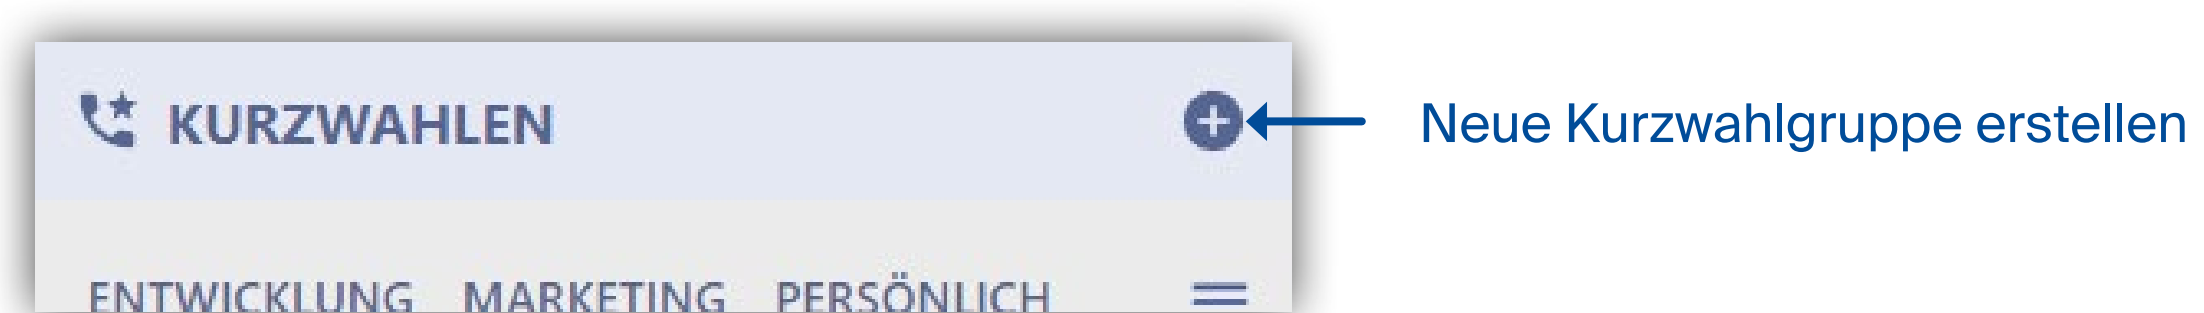 KURZWAHLEN
Neue Kurzwahlgruppe erstellen
ENTWICKLUNG MARKETING PERSÖNLICH